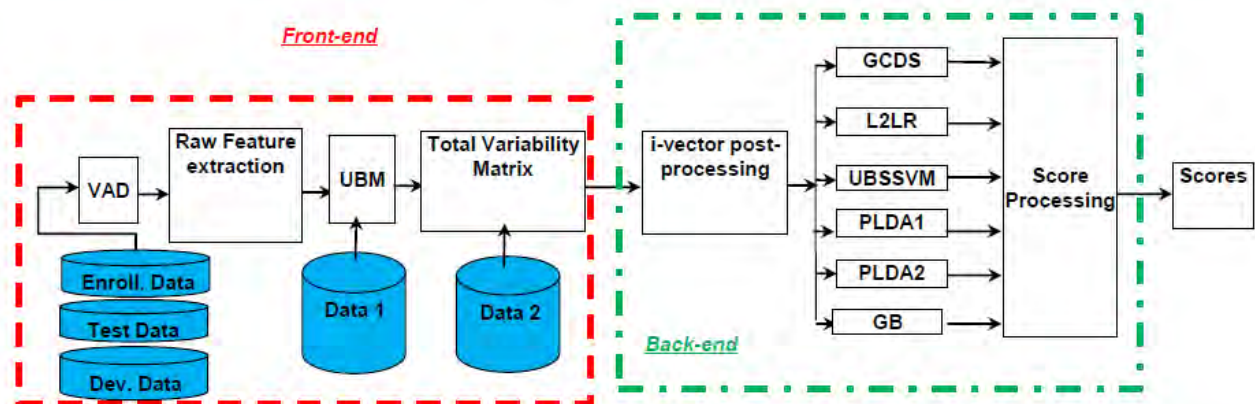 Front-end
VAD
Raw Feature
extraction
UBM
Total Variability
Matrix
Enroll. Data
Test Data
Dev. Data
Data 1
Data 2
i-vector post-
processing
GCDS
L2LR
UBSSVM
PLDA1
PLDA2
GB
Score
Processing
Back-end
Scores